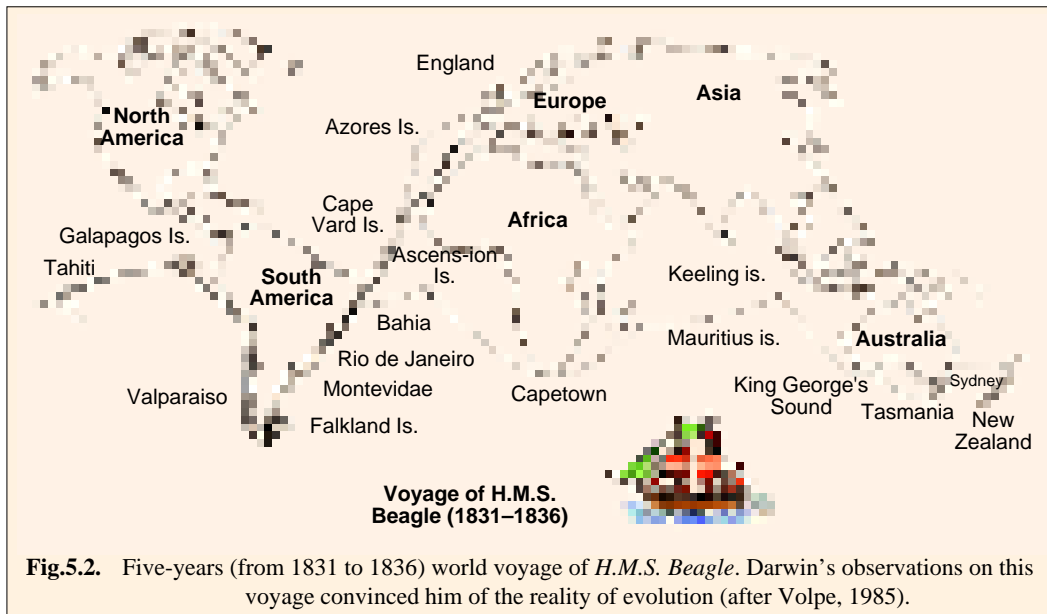 England
Europe
Asia
North
America
Azores Is.
Cape
Vard Is.
Africa
Galapagos Is.
Tahiti
South
America
Ascens-ion
Is.
Keeling is.
Bahia
Mauritius is.
Australia
Rio de Janeiro
Valparaiso
Montevidae
Capetown
King George's
Sound
Sydney
Tasmania
New
Zealand
Falkland Is.
Voyage of H.M.S.
Beagle (1831–1836)
Fig.5.2. Five-years (from 1831 to 1836) world voyage of H.M.S. Beagle. Darwin’s observations on this
voyage convinced him of the reality of evolution (after Volpe, 1985).